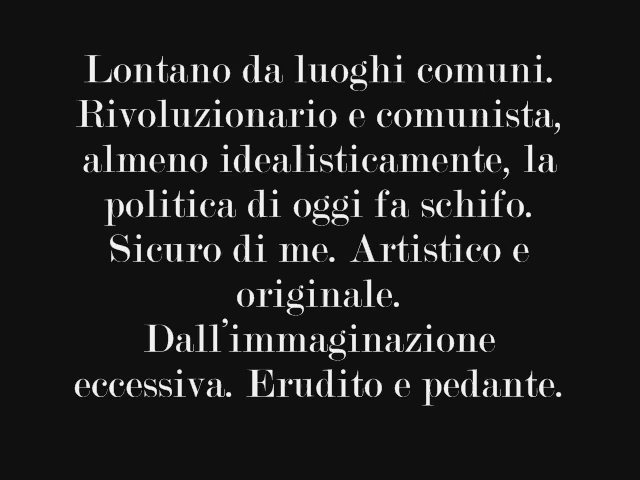 Lontano da luoghi comuni.
Rivoluzionario e comunista,
almeno idealisticamente, la
politica di oggi fa schifo.
Sicuro di me. Artistico e
originale.
Dall'immaginazione
eccessiva. Erudito e pedante.